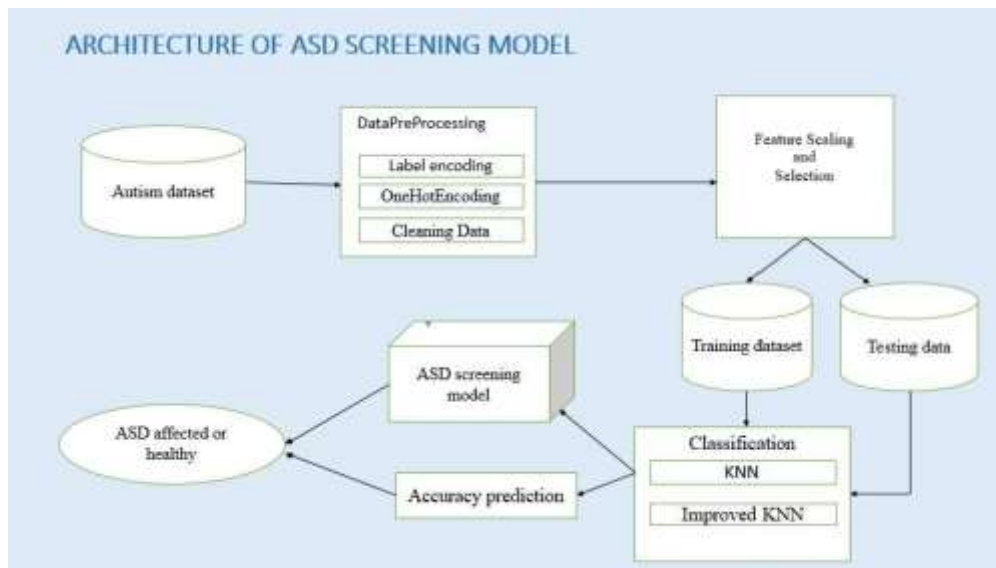 ARCHITECTURE OF ASD SCREENING MODEL
Autism dataset
DataPreProcessing
Label encoding
OneHotEncoding
Cleaning Data
Feature Scaling
and
Selection
Training dataset
Testing data
Classification
KNN
Improved KNN
ASD screening
model
Accuracy prediction
ASD affected or
healthy